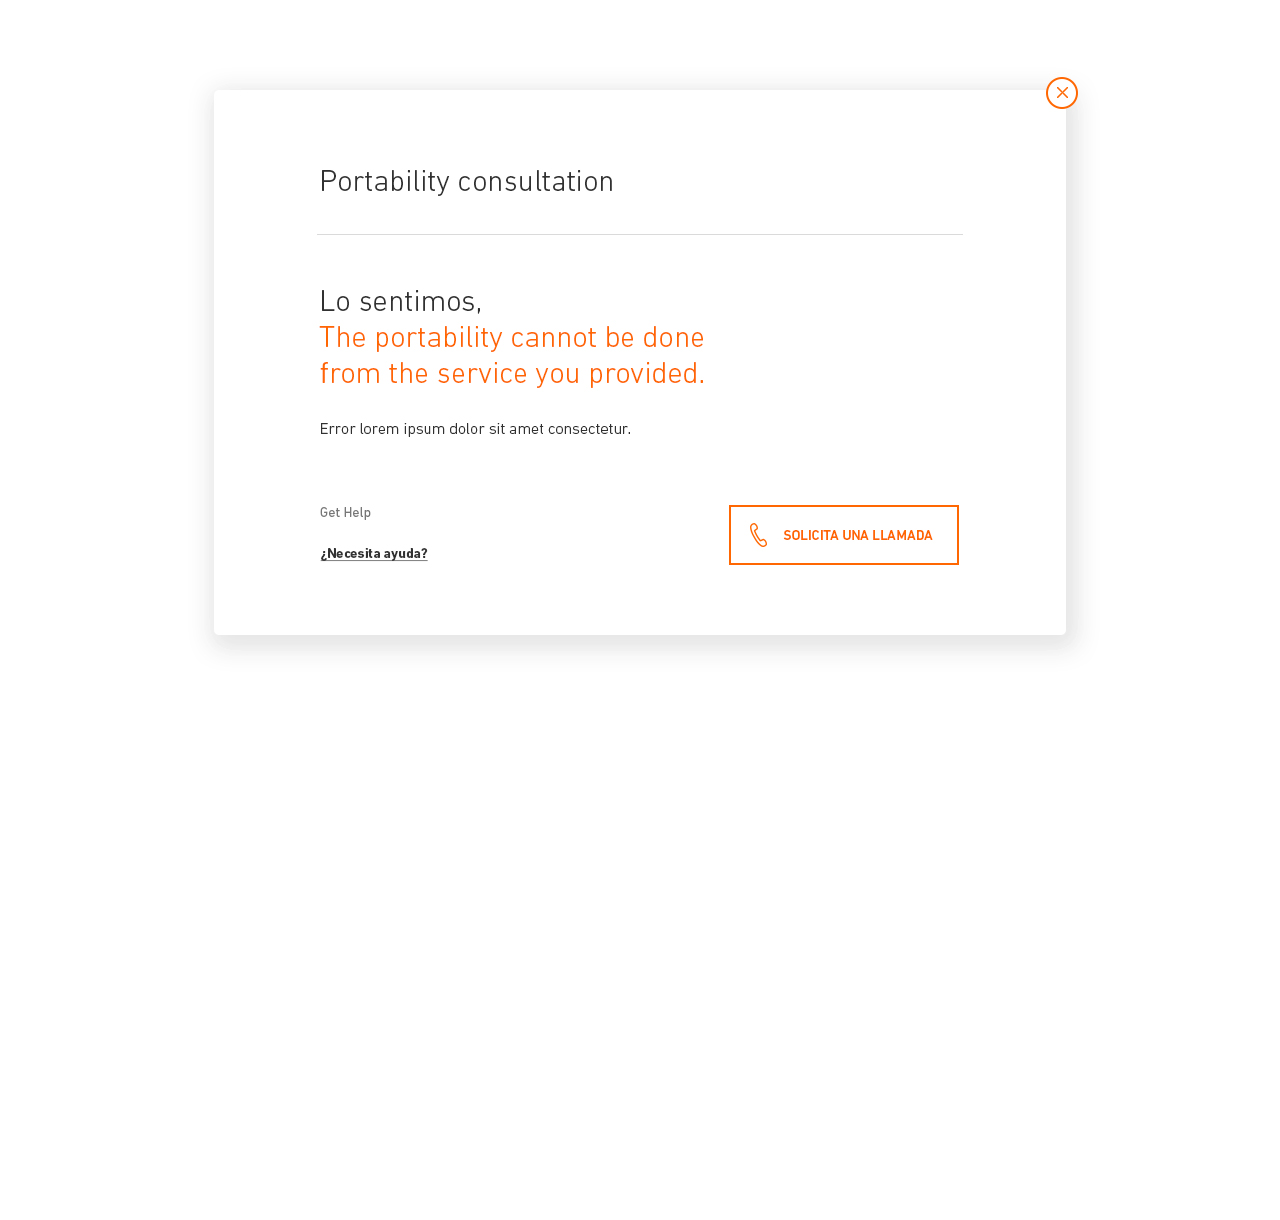 Portability consultation
Lo sentimos,
The portability cannot be done
from the service you provided.
Error lorem ipsum dolor sit amet consectetur.
Get Help
¿Necesita ayuda?
SOLICITA UNA LLAMADA